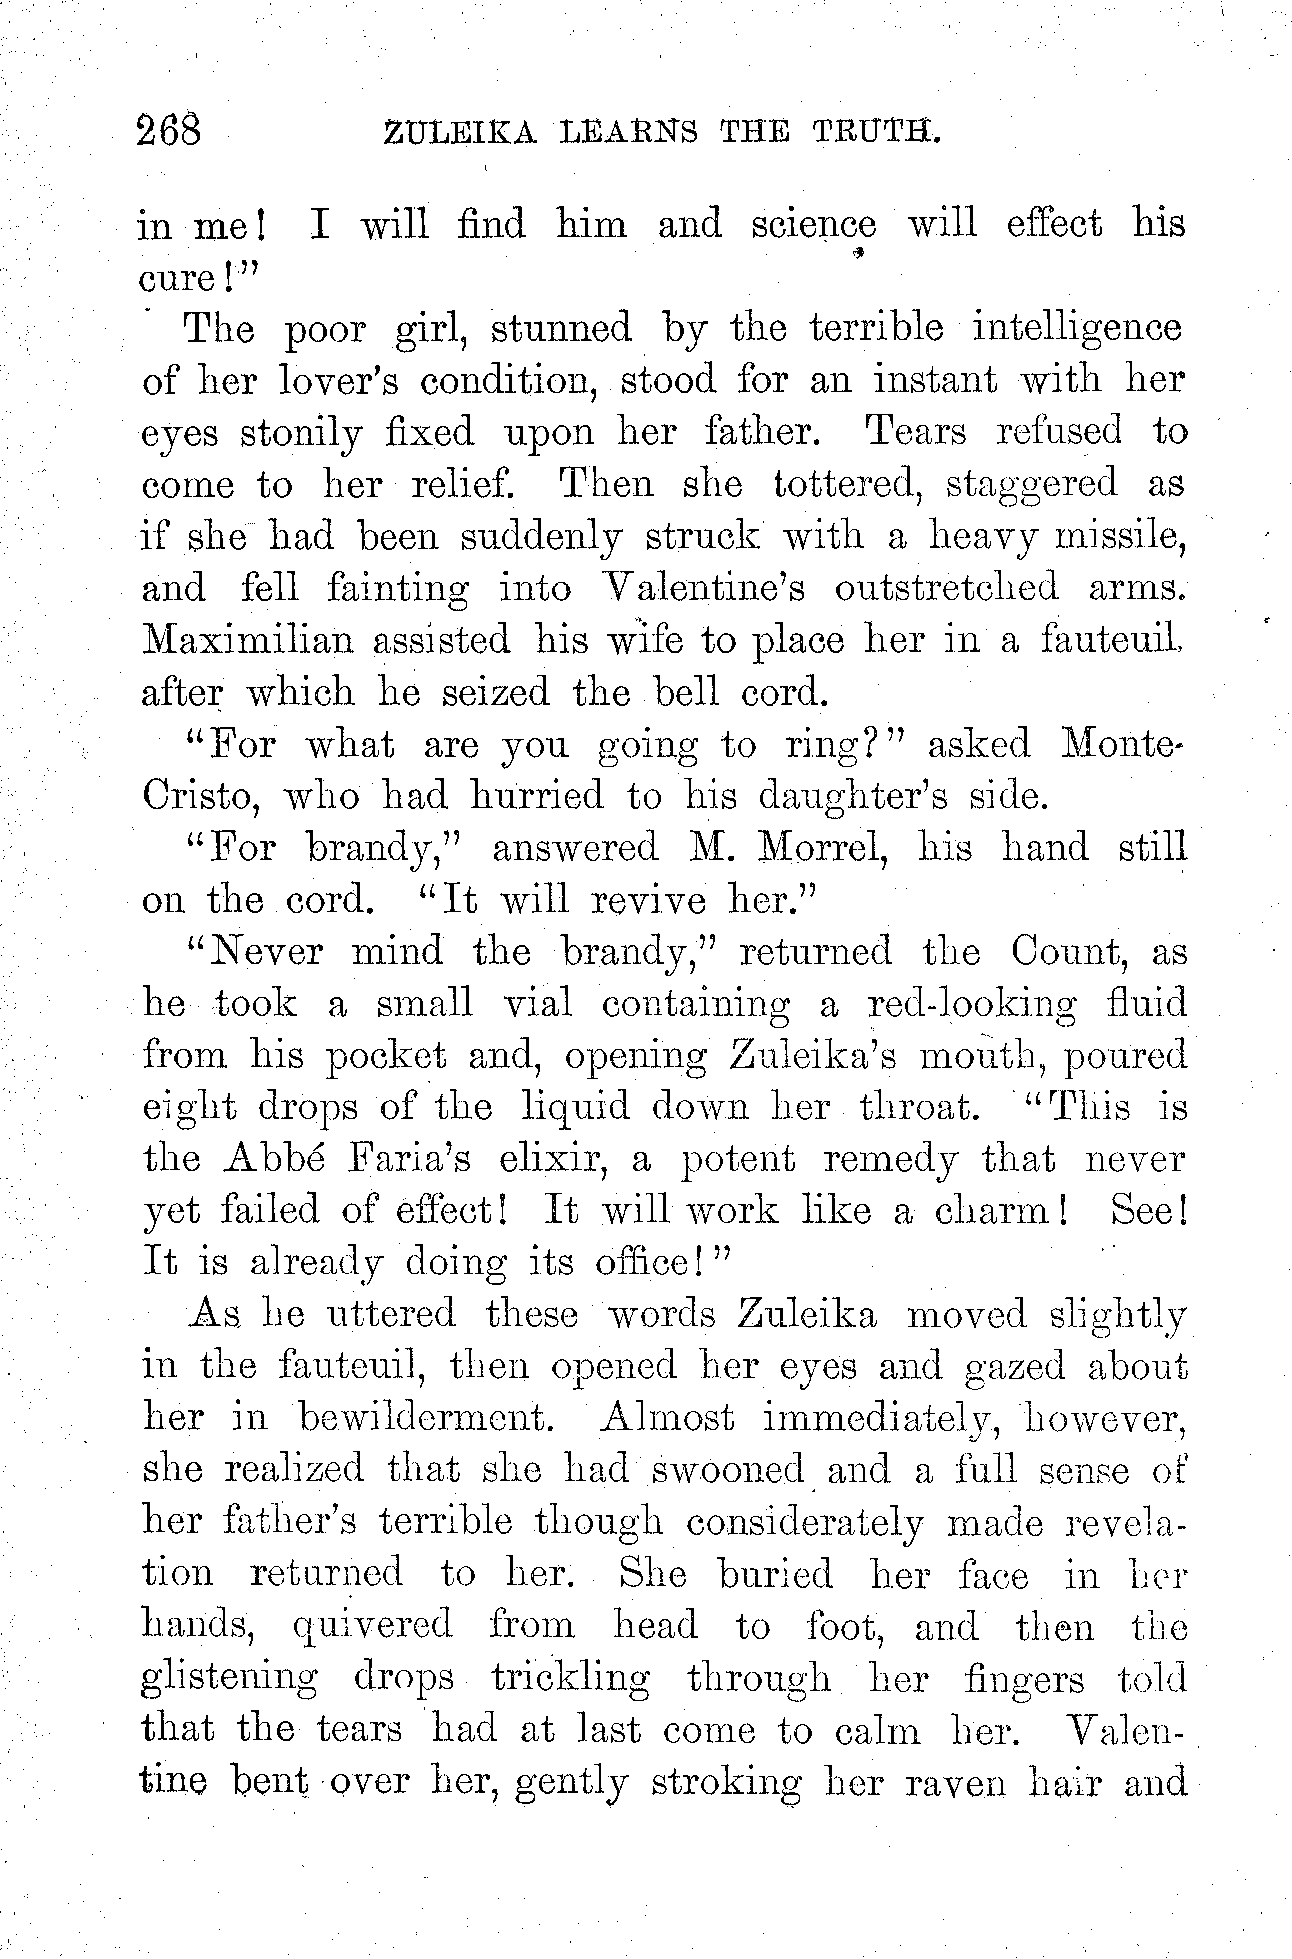 268 ZULEIKA LEARNS THE TRUTH.
in me! I will find him and science will effect his
cure!"
The poor girl, stunned by the terrible intelligence
of her lover's condition, stood for an instant with her
eyes stonily fixed upon her father. Tears refused to
come to her relief. Then she tottered, staggered as
if she had been suddenly struck with a heavy missile,
and fell fainting into Valentine's outstretched arms.
Maximilian assisted his wife to place her in a fauteuil,
after which he seized the bell cord.
"For what are you going to ring?" asked Monte-
Cristo, who had hurried to his daughter's side.
"For brandy," answered M. Morrel, his hand still
on the cord. "It will revive her."
"Never mind the brandy," returned the Count, as
he took a small vial containing a red-looking fluid
from his pocket and, opening Zuleika's mouth, poured
eight drops of the liquid down her throat. "This is
the Abbé Faria's elixir, a potent remedy that never
yet failed of effect! It will work like a charm! See!
It is already doing its office!"
As he uttered these words Zuleika moved slightly
in the fauteuil, then opened her eyes and gazed about
her in bewilderment. Almost immediately, however,
she realized that she had swooned and a full sense of
her father's terrible though considerately made revela-
tion returned to her. She buried her face in her
hands, quivered from head to foot, and then the
glistening drops trickling through her fingers told
that the tears had at last come to calm her. Valen-
tine bent over her, gently stroking her raven hair and